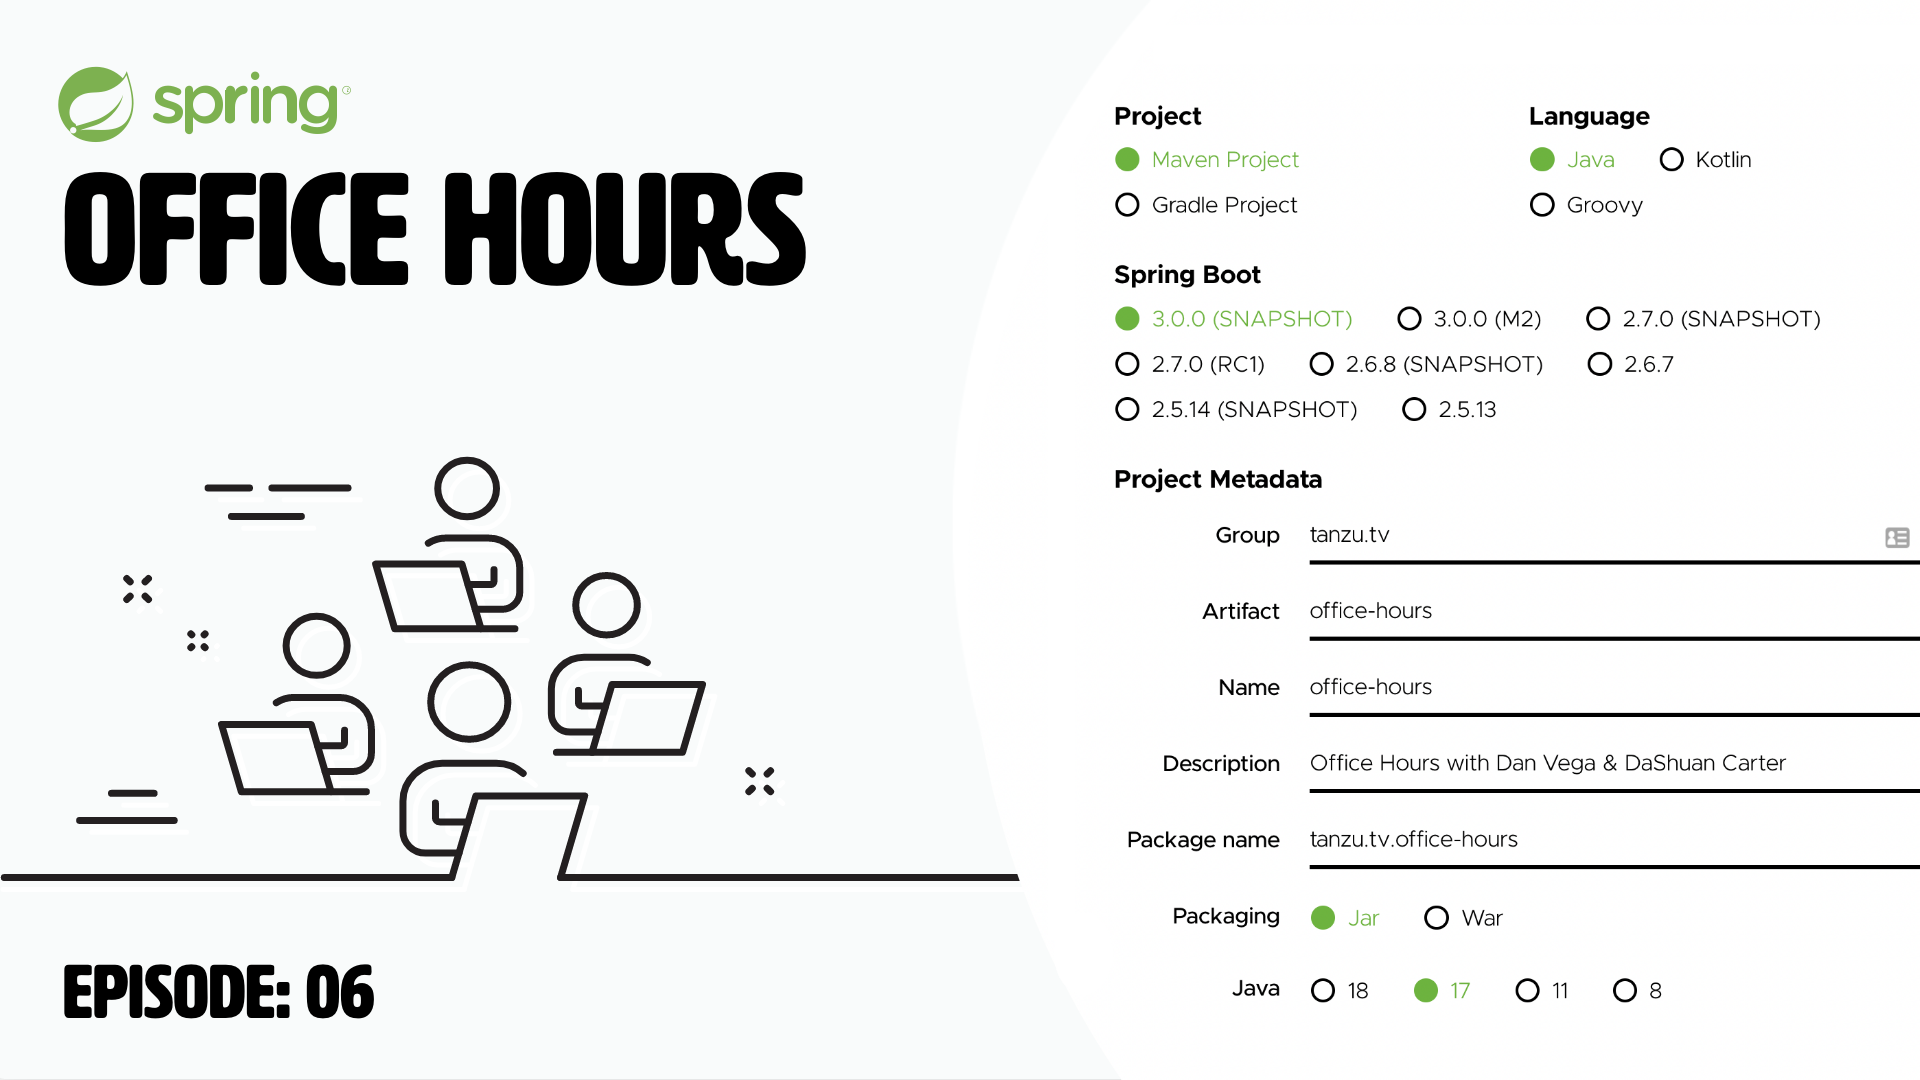 spring
OFFICE HOURS
EPISODE: 06
Project
Maven Project
Gradle Project
Language
Java Kotlin
Groovy
Spring Boot
3.0.0 (SNAPSHOT) 3.0.0 (M2) 2.7.0 (SNAPSHOT)
2.7.0 (RC1) 2.6.8 (SNAPSHOT) 2.6.7
2.5.14 (SNAPSHOT) 2.5.13
Project Metadata
Group tanzu.tv
Artifact office-hours
Name office-hours
Description Office Hours with Dan Vega & DaShuan Carter
Package name tanzu.tv.office-hours
Packaging Jar War
Java 18 17 11 8